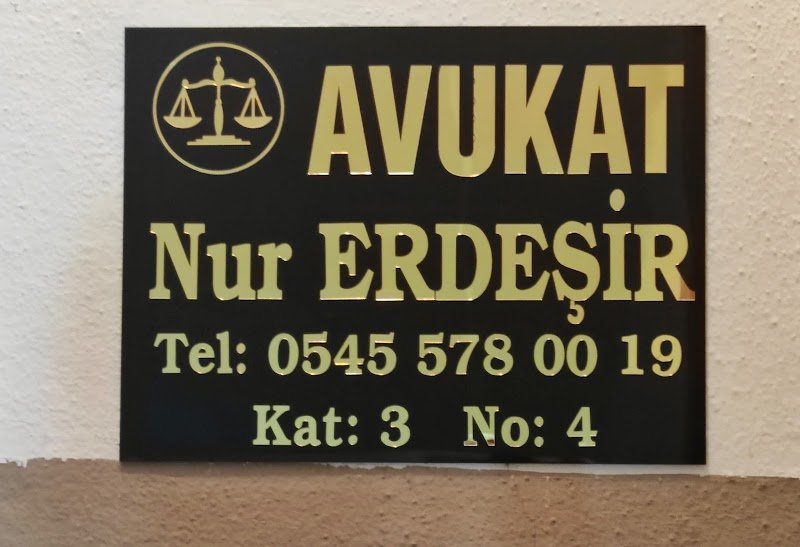 AVUKAT
Nur ERDEŞİR
Tel: 0545 578 00 19
Kat: 3 No: 4